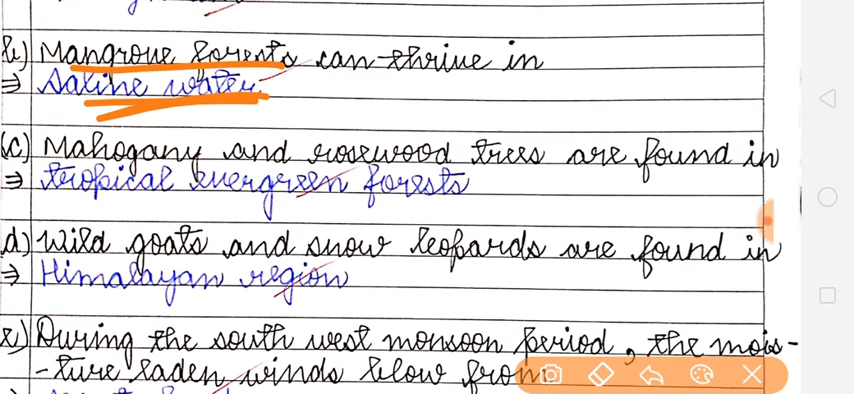 b) Mangrove forests can thrive in
⇒ Saline water
(c) Mahogany and rosewood trees are found in
⇒ tropical evergreen forests
d) Wild goats and snow leopards are found in
⇒ Himalayan region
e) During the south west monsoon period, the mois-
-ture laden winds blow from